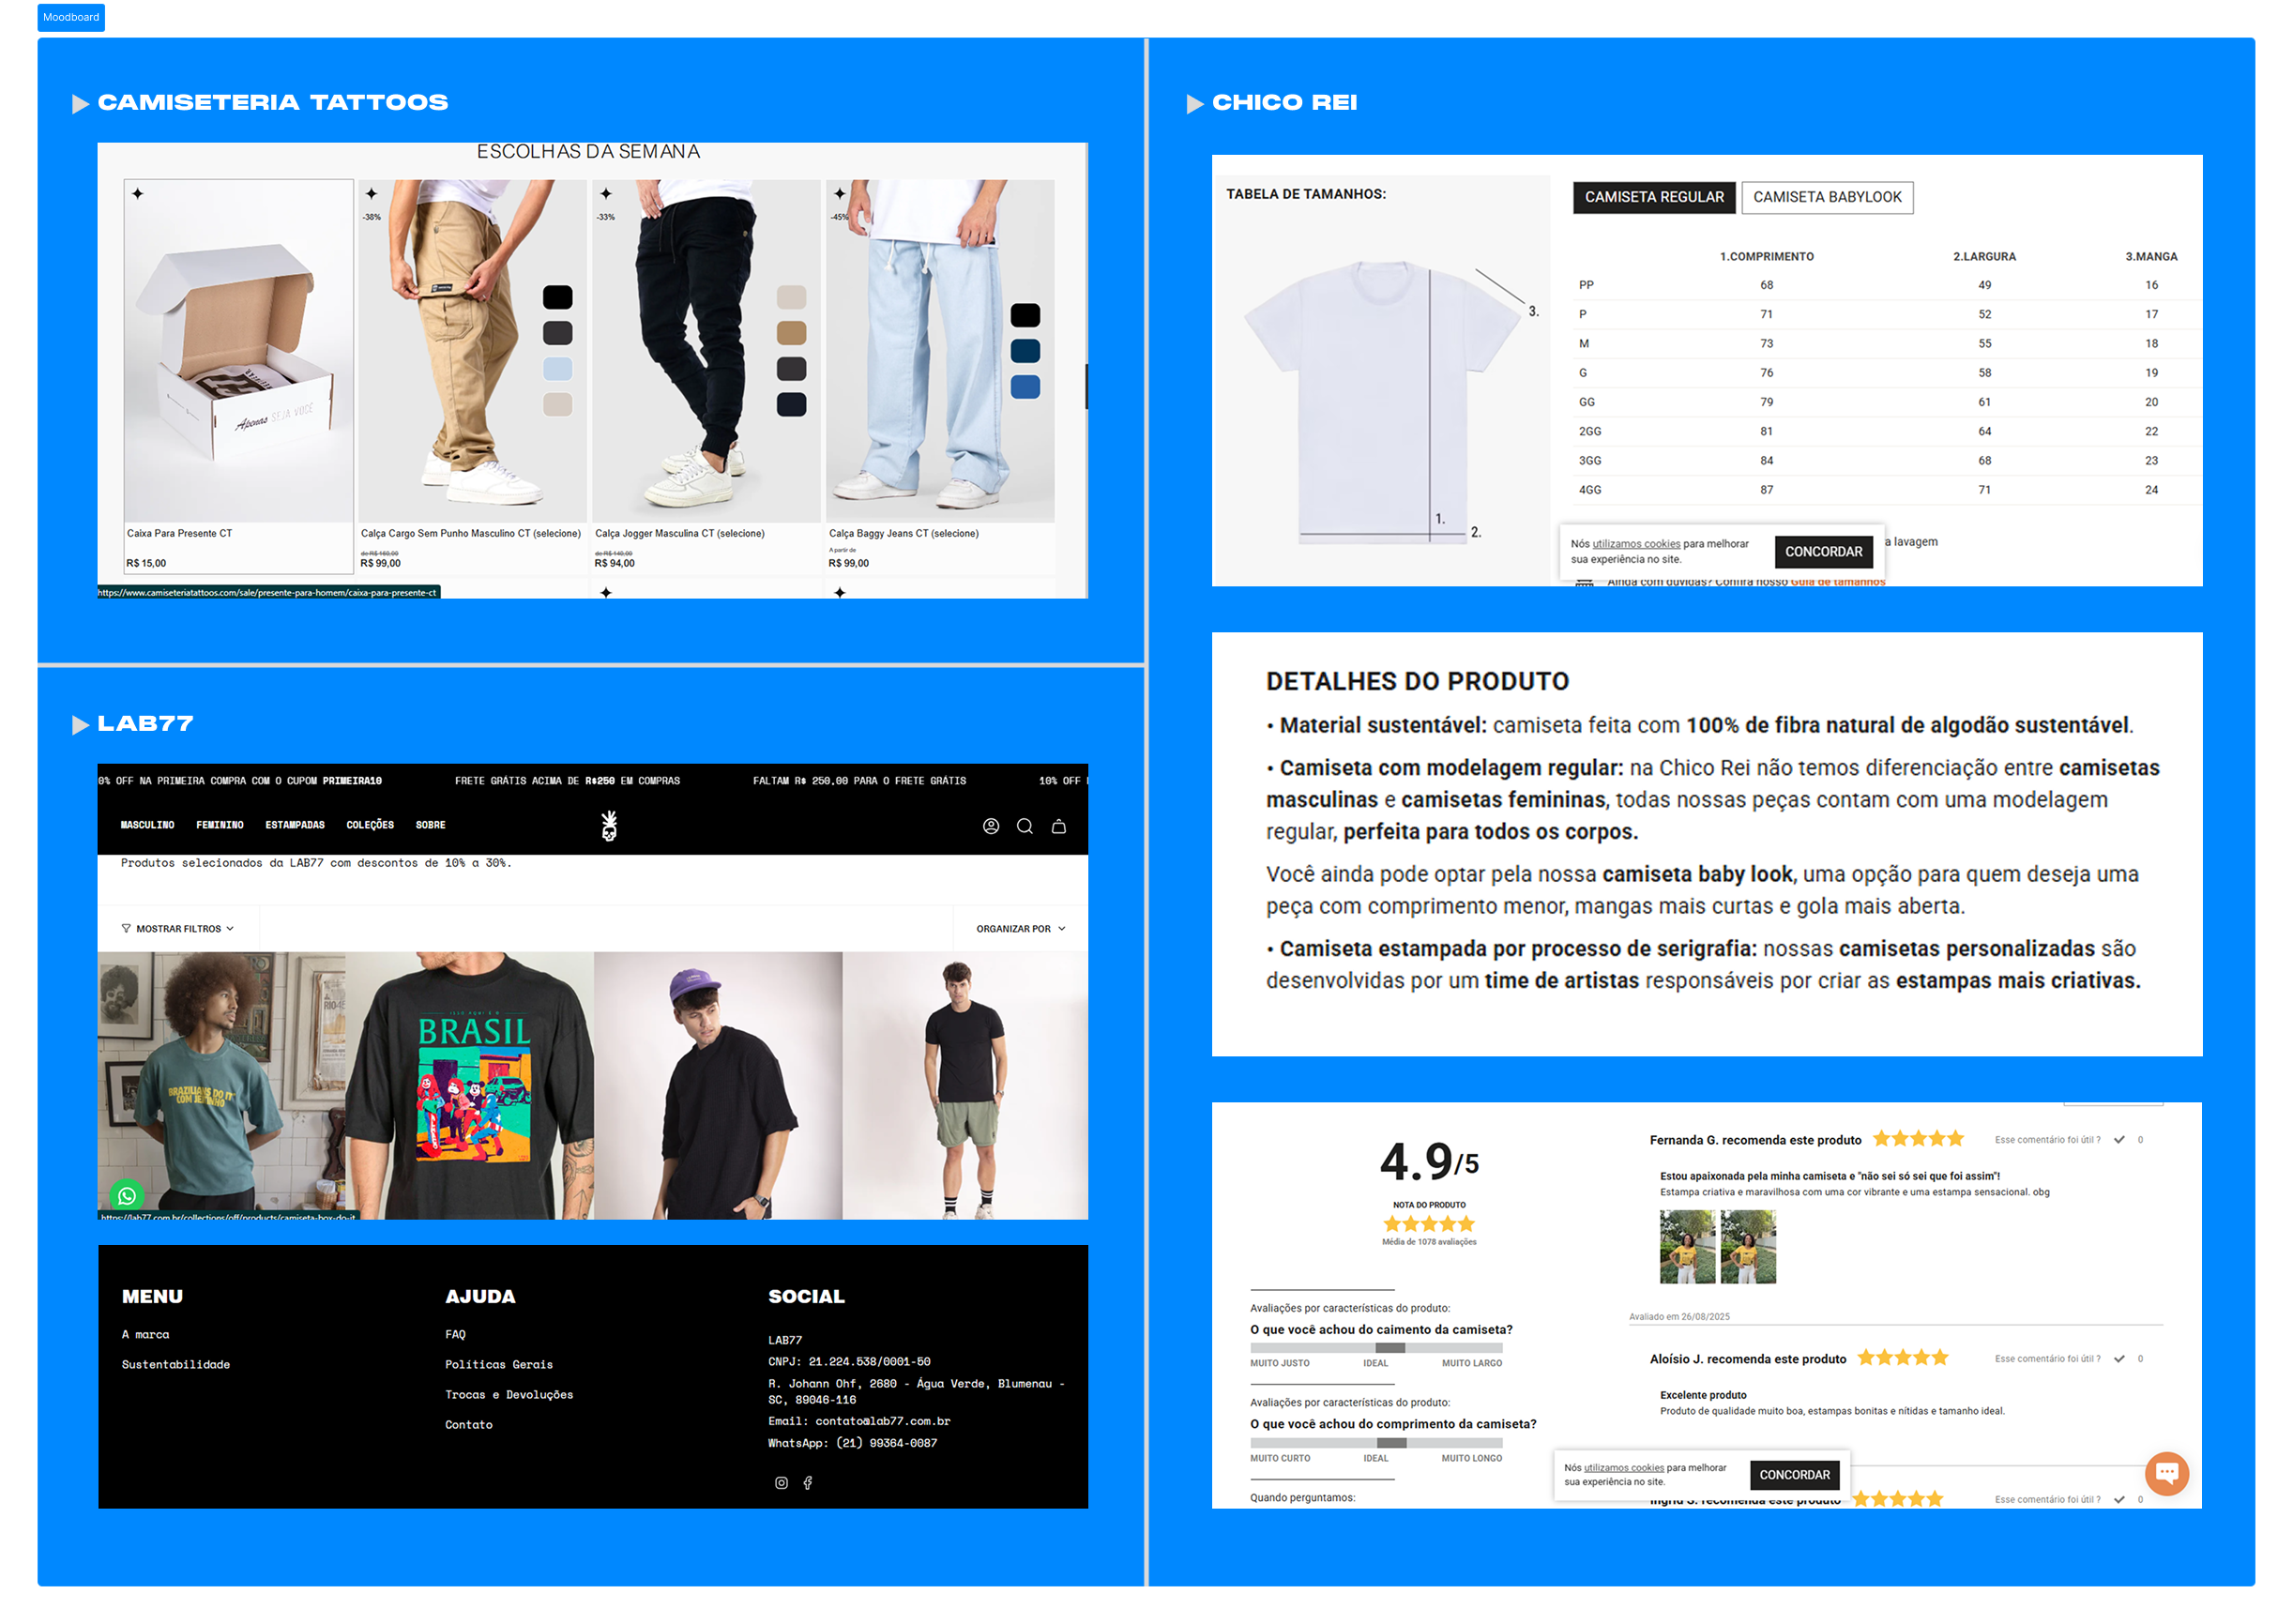 Moodboard
CAMISETERIA TATTOOS
ESCOLHAS DA SEMANA
-38%
-33%
-45%
Apenas SEJA VOCÊ
Caixa Para Presente CT
R$ 15,00
Calça Cargo Sem Punho Masculino CT (selecione)
de R$ 160,00
R$ 99,00
Calça Jogger Masculina CT (selecione)
de R$ 140,00
R$ 94,00
Calça Baggy Jeans CT (selecione)
A partir de
R$ 99,00
https://www.camiseteriatattoos.com/sale/presente-para-homem/caixa-para-presente-ct
LAB77
0% OFF NA PRIMEIRA COMPRA COM O CUPOM PRIMEIRA10
FRETE GRÁTIS ACIMA DE R$250 EM COMPRAS
FALTAM R$ 250,00 PARA O FRETE GRÁTIS
10% OFF
MASCULINO FEMININO ESTAMPADAS COLEÇÕES SOBRE
Produtos selecionados da LAB77 com descontos de 10% a 30%.
MOSTRAR FILTROS
ORGANIZAR POR
BRAZILIANS DO IT
COM JEITINHO
BRASIL
https://lab77.com.br/collections/off/products/camiseta-box-do-it
MENU
A marca
Sustentabilidade
AJUDA
FAQ
Políticas Gerais
Trocas e Devoluções
Contato
SOCIAL
LAB77
CNPJ: 21.224.538/0001-50
R. Johann Ohf, 2680 - Água Verde, Blumenau -
SC, 89046-116
Email: contato@lab77.com.br
WhatsApp: (21) 99364-0087
CHICO REI
TABELA DE TAMANHOS:
1.
2.
3.
CAMISETA REGULAR CAMISETA BABYLOOK
1.COMPRIMENTO 2.LARGURA 3.MANGA
PP 68 49 16
P 71 52 17
M 73 55 18
G 76 58 19
GG 79 61 20
2GG 81 64 22
3GG 84 68 23
4GG 87 71 24
Nós utilizamos cookies para melhorar
sua experiência no site.
CONCORDAR
a lavagem
Ainda com dúvidas? Confira nosso Guia de tamanhos
DETALHES DO PRODUTO
• Material sustentável: camiseta feita com 100% de fibra natural de algodão sustentável.
• Camiseta com modelagem regular: na Chico Rei não temos diferenciação entre camisetas
masculinas e camisetas femininas, todas nossas peças contam com uma modelagem
regular, perfeita para todos os corpos.
Você ainda pode optar pela nossa camiseta baby look, uma opção para quem deseja uma
peça com comprimento menor, mangas mais curtas e gola mais aberta.
• Camiseta estampada por processo de serigrafia: nossas camisetas personalizadas são
desenvolvidas por um time de artistas responsáveis por criar as estampas mais criativas.
4.9/5
NOTA DO PRODUTO
Média de 1078 avaliações
Avaliações por características do produto:
O que você achou do caimento da camiseta?
MUITO JUSTO IDEAL MUITO LARGO
Avaliações por características do produto:
O que você achou do comprimento da camiseta?
MUITO CURTO IDEAL MUITO LONGO
Quando perguntamos:
Fernanda G. recomenda este produto
Esse comentário foi útil ? 0
Estou apaixonada pela minha camiseta e "não sei só sei que foi assim"!
Estampa criativa e maravilhosa com uma cor vibrante e uma estampa sensacional. obg
Avaliado em 26/08/2025
Aloísio J. recomenda este produto
Esse comentário foi útil ? 0
Excelente produto
Produto de qualidade muito boa, estampas bonitas e nítidas e tamanho ideal.
Nós utilizamos cookies para melhorar
sua experiência no site.
CONCORDAR
Ingrid S. recomenda este produto
Esse comentário foi útil ? 0